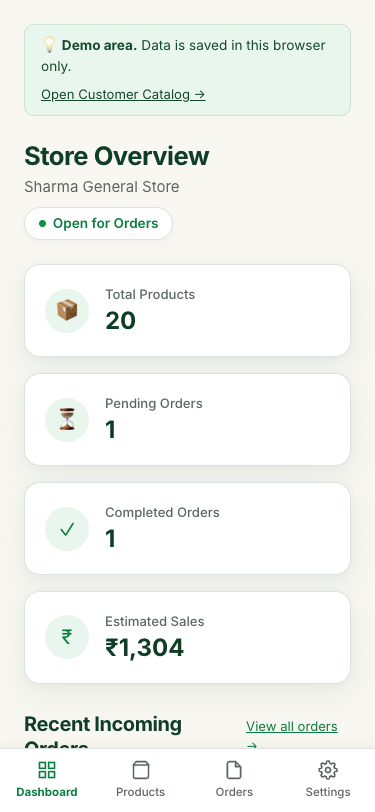 💡 Demo area. Data is saved in this browser
only.
Open Customer Catalog →
Store Overview
Sharma General Store
Open for Orders
Total Products
20
Pending Orders
1
Completed Orders
1
₹
Estimated Sales
₹1,304
Recent Incoming
Orders
View all orders
→
Dashboard
Products
Orders
Settings